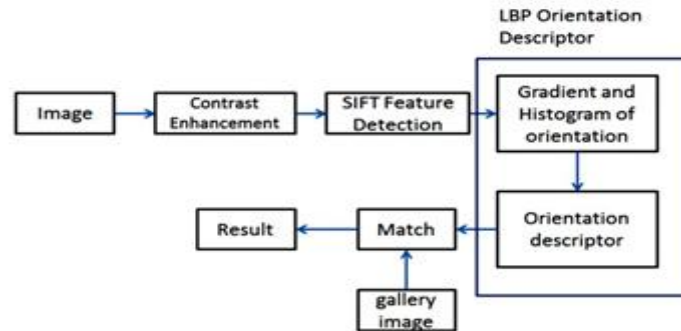 LBP Orientation
Descriptor
Image
Contrast
Enhancement
SIFT Feature
Detection
Gradient and
Histogram of
orientation
Result
Match
Orientation
descriptor
gallery
image